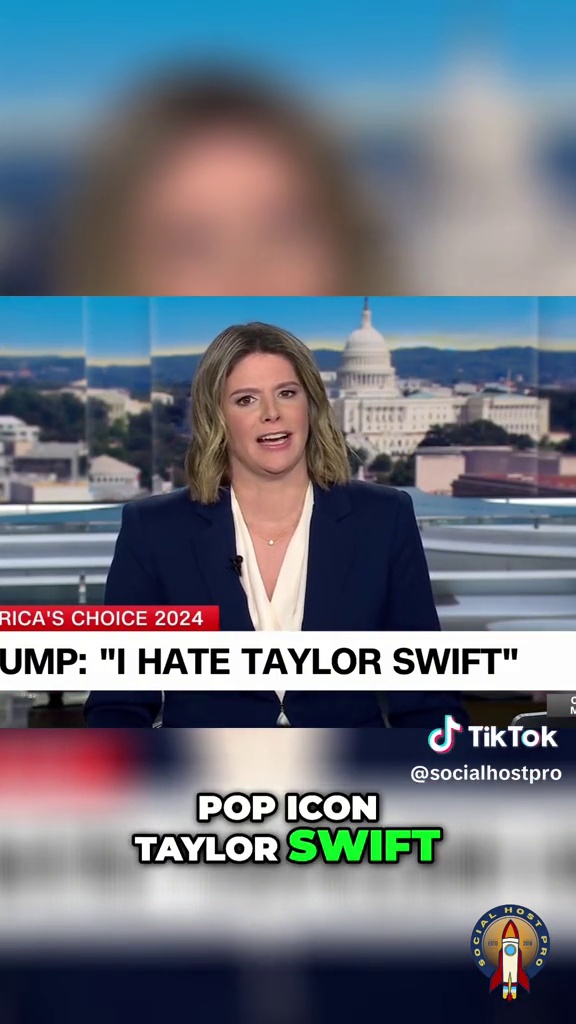 RICA'S CHOICE 2024
UMP: "I HATE TAYLOR SWIFT"
TikTok
@socialhostpro
POP ICON
TAYLOR SWIFT
SOCIAL HOST PRO